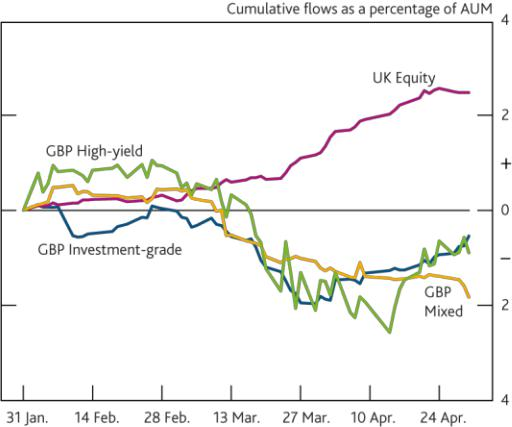 Cumulative flows as a percentage of AUM
4
UK Equity
2
GBP High-yield
+
0
GBP Investment-grade
–
GBP
Mixed
2
4
31 Jan.
14 Feb.
28 Feb.
13 Mar.
27 Mar.
10 Apr.
24 Apr.